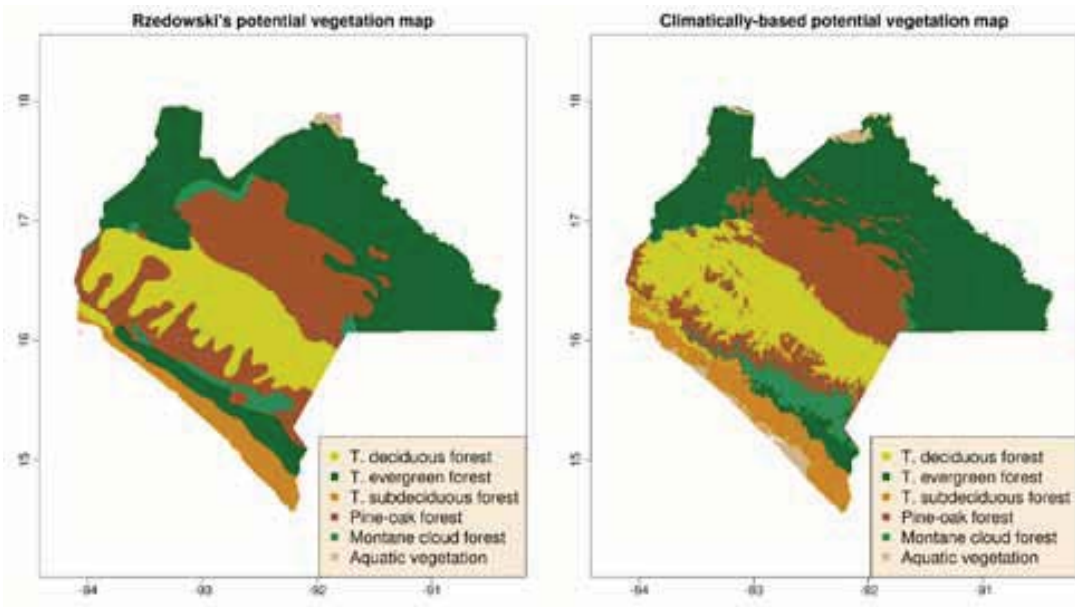 Rzedowski's potential vegetation map
18
17
16
15
T. deciduous forest
T. evergreen forest
T. subdeciduous forest
Pine-oak forest
Montane cloud forest
Aquatic vegetation
-94
-93
-92
-91
Climatically-based potential vegetation map
18
17
16
15
T. deciduous forest
T. evergreen forest
T. subdeciduous forest
Pine-oak forest
Montane cloud forest
Aquatic vegetation
-94
-93
-92
-91